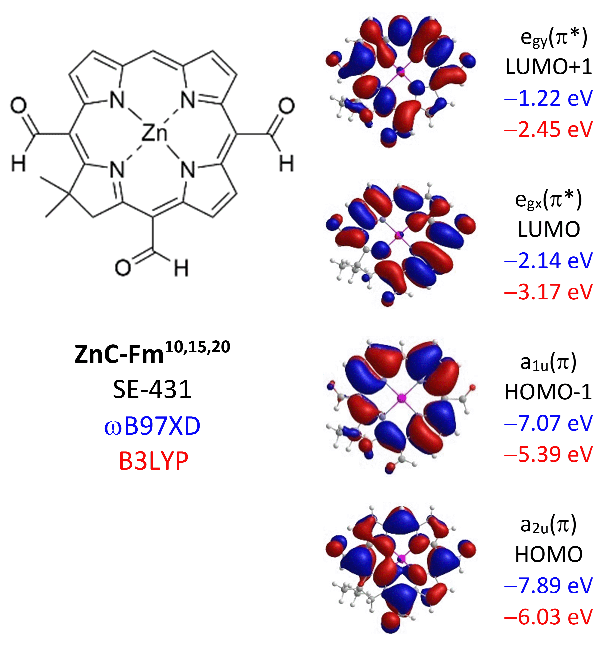 N
N
Zn
N
N
O
H
O
H
O
H
ZnC-Fm¹⁰,¹⁵,²⁰
SE-431
ωB97XD
B3LYP
e_gy(π*)
LUMO+1
−1.22 eV
−2.45 eV
e_gx(π*)
LUMO
−2.14 eV
−3.17 eV
a₁ᵤ(π)
HOMO-1
−7.07 eV
−5.39 eV
a₂ᵤ(π)
HOMO
−7.89 eV
−6.03 eV